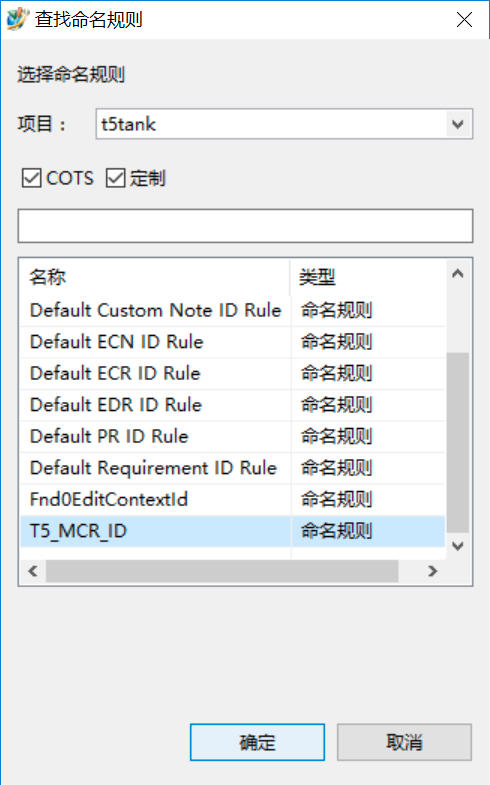 查找命名规则
选择命名规则
项目： t5tank
COTS 定制
名称 类型
Default Custom Note ID Rule 命名规则
Default ECN ID Rule 命名规则
Default ECR ID Rule 命名规则
Default EDR ID Rule 命名规则
Default PR ID Rule 命名规则
Default Requirement ID Rule 命名规则
Fnd0EditContextId 命名规则
T5_MCR_ID 命名规则
确定 取消